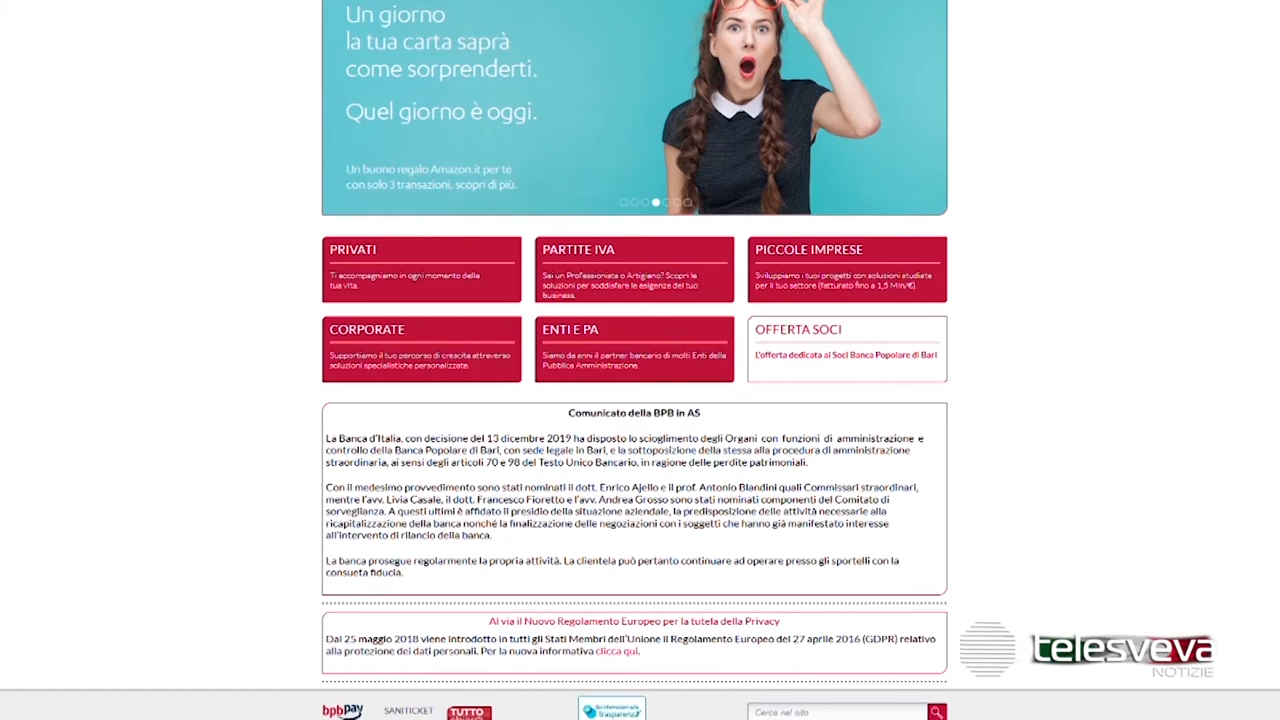 Un giorno
la tua carta saprà
come sorprenderti.
Quel giorno è oggi.
Un buono regalo Amazon.it per te
con solo 3 transazioni, scopri di più.
PRIVATI
Ti accompagniamo in ogni momento della
tua vita.
PARTITE IVA
Sei un Professionista o Artigiano? Scopri le
soluzioni per soddisfare le esigenze del tuo
business.
PICCOLE IMPRESE
Sviluppiamo i tuoi progetti con soluzioni studiate
per il tuo settore (fatturato fino a 1,5 Mln/€).
CORPORATE
Supportiamo il tuo percorso di crescita attraverso
soluzioni specialistiche personalizzate.
ENTI E PA
Siamo da anni il partner bancario di molti Enti della
Pubblica Amministrazione.
OFFERTA SOCI
L'offerta dedicata ai Soci Banca Popolare di Bari
Comunicato della BPB in AS
La Banca d'Italia, con decisione del 13 dicembre 2019 ha disposto lo scioglimento degli Organi con funzioni di amministrazione e
controllo della Banca Popolare di Bari, con sede legale in Bari, e la sottoposizione della stessa alla procedura di amministrazione
straordinaria, ai sensi degli articoli 70 e 98 del Testo Unico Bancario, in ragione delle perdite patrimoniali.
Con il medesimo provvedimento sono stati nominati il dott. Enrico Ajello e il prof. Antonio Blandini quali Commissari straordinari,
mentre l'avv. Livia Casale, il dott. Francesco Fioretto e l'avv. Andrea Grosso sono stati nominati componenti del Comitato di
sorveglianza. A questi ultimi è affidato il presidio della situazione aziendale, la predisposizione delle attività necessarie alla
ricapitalizzazione della banca nonché la finalizzazione delle negoziazioni con i soggetti che hanno già manifestato interesse
all'intervento di rilancio della banca.
La banca prosegue regolarmente la propria attività. La clientela può pertanto continuare ad operare presso gli sportelli con la
consueta fiducia.
Al via il Nuovo Regolamento Europeo per la tutela della Privacy
Dal 25 maggio 2018 viene introdotto in tutti gli Stati Membri dell'Unione il Regolamento Europeo del 27 aprile 2016 (GDPR) relativo
alla protezione dei dati personali. Per la nuova informativa clicca qui.
telesveva
NOTIZIE
bpbpay
SANITICKET
TUTTO
trasparenza
Cerca nel sito